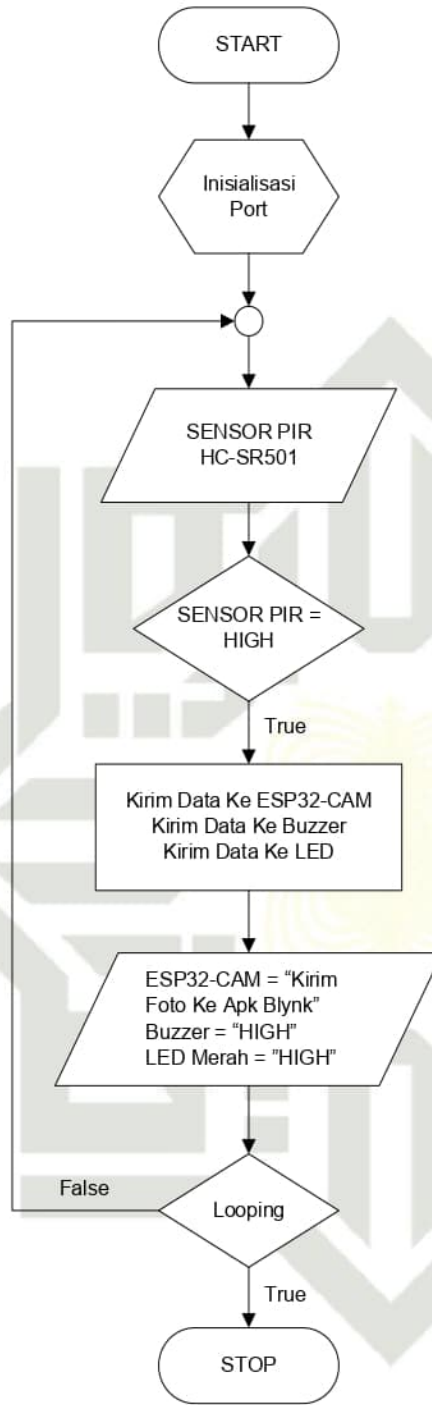 START
Inisialisasi
Port
SENSOR PIR
HC-SR501
SENSOR PIR =
HIGH
True
Kirim Data Ke ESP32-CAM
Kirim Data Ke Buzzer
Kirim Data Ke LED
ESP32-CAM = “Kirim
Foto Ke Apk Blynk”
Buzzer = “HIGH”
LED Merah = ”HIGH”
False
Looping
True
STOP